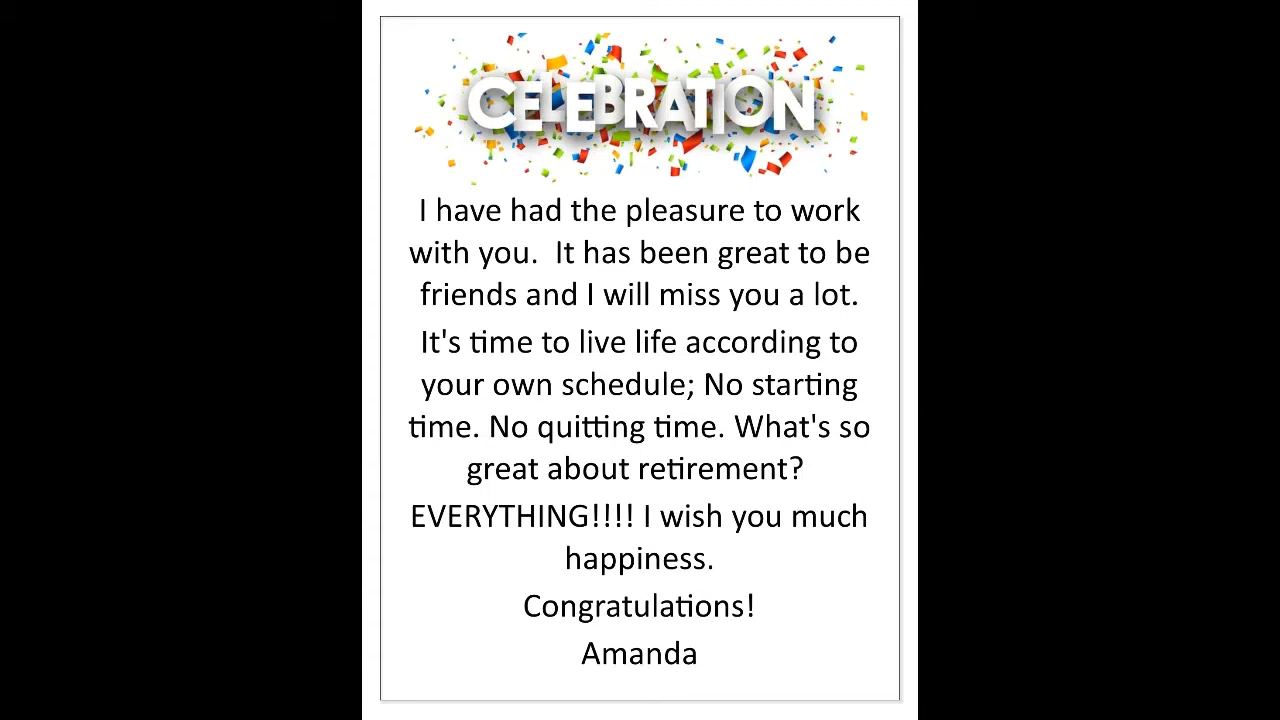 CELEBRATION
I have had the pleasure to work
with you.  It has been great to be
friends and I will miss you a lot.
It's time to live life according to
your own schedule; No starting
time. No quitting time. What's so
great about retirement?
EVERYTHING!!!! I wish you much
happiness.
Congratulations!
Amanda